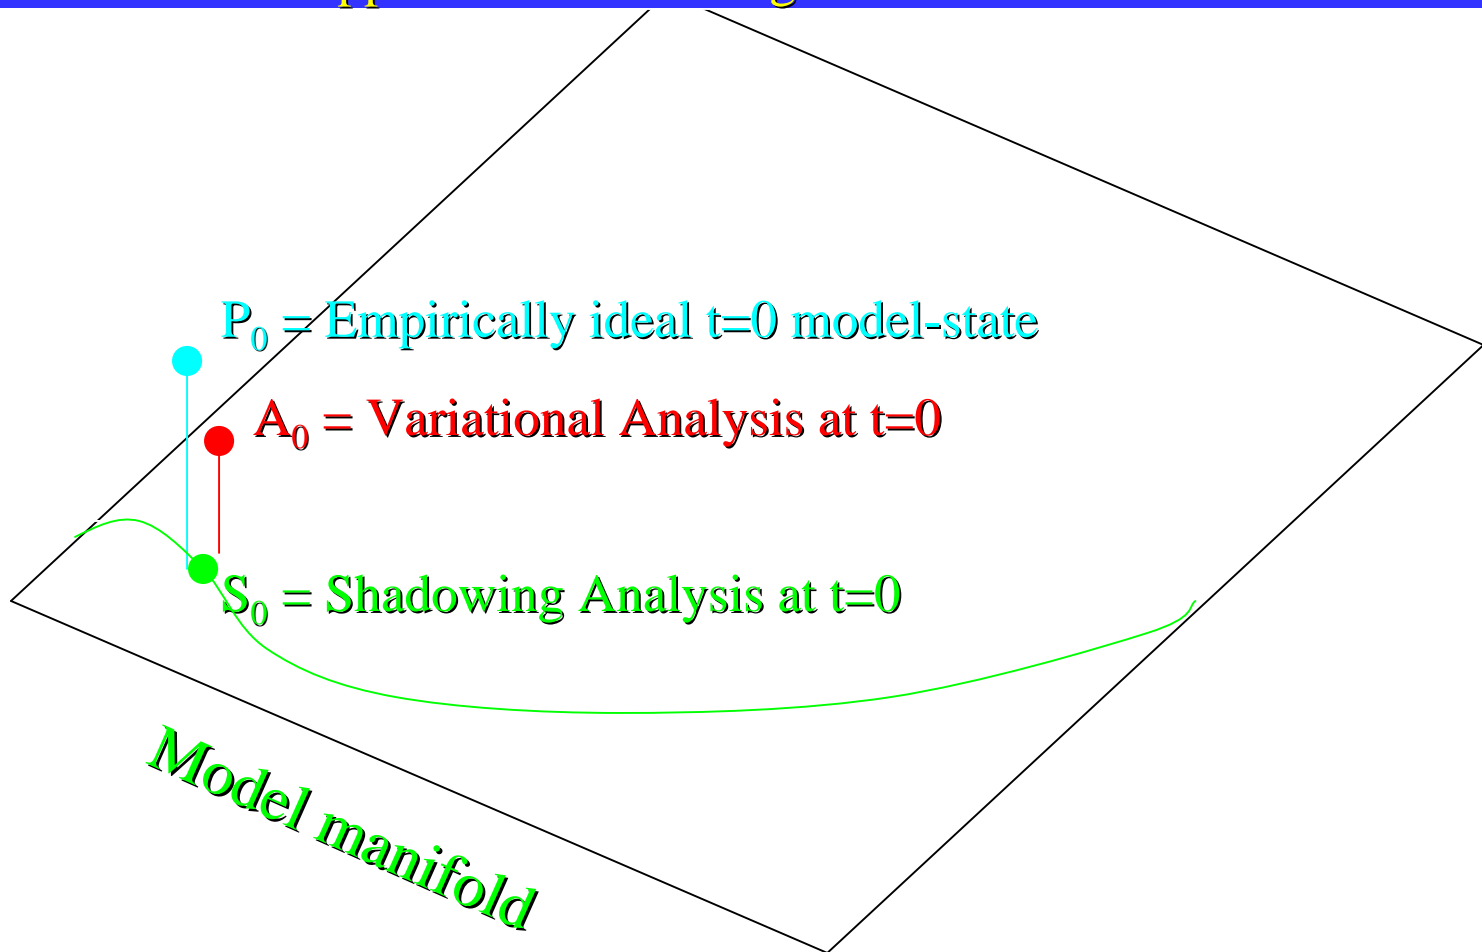 P₀ = Empirically ideal t=0 model-state
A₀ = Variational Analysis at t=0
S₀ = Shadowing Analysis at t=0
Model manifold